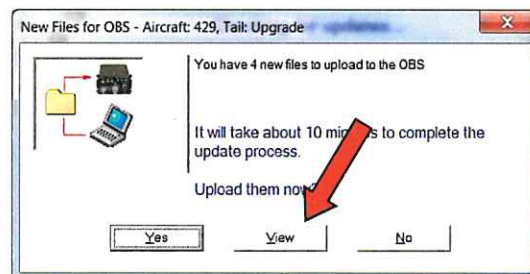 New Files for OBS - Aircraft: 429, Tail: Upgrade
You have 4 new files to upload to the OBS
It will take about 10 to complete the
update process.
Upload them
Yes
View
No